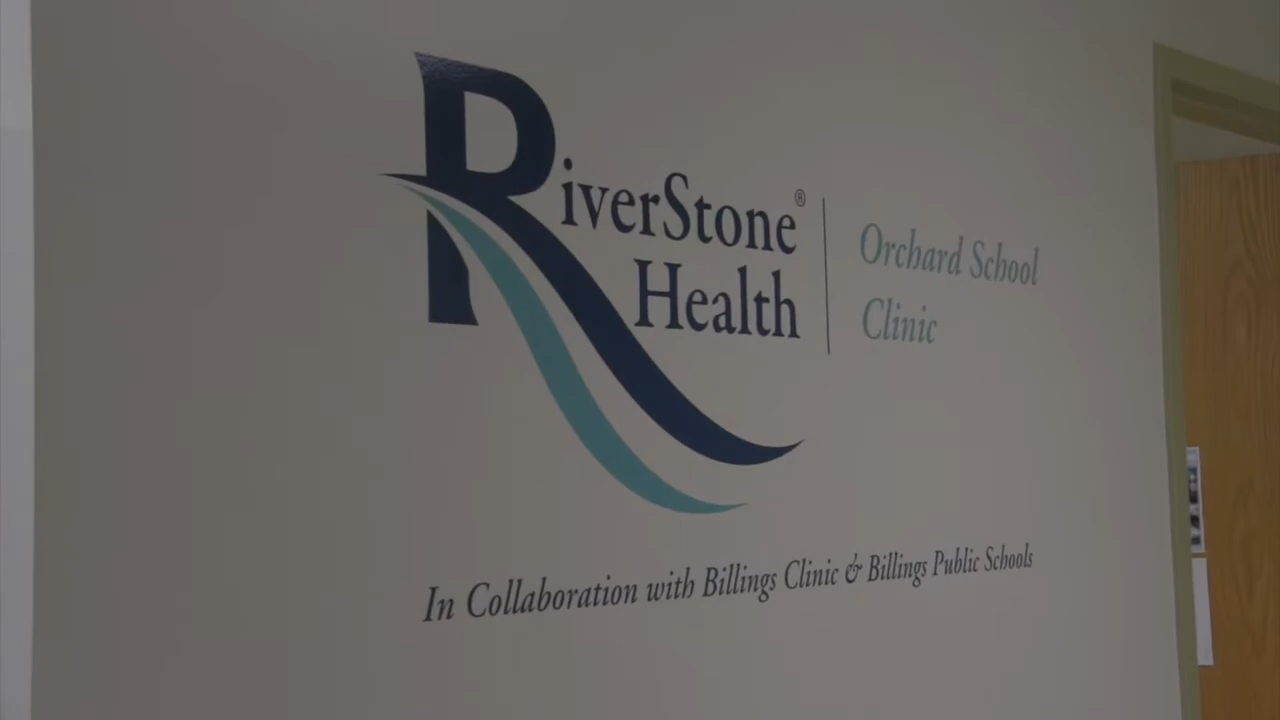 RiverStone®
Health
Orchard School
Clinic
In Collaboration with Billings Clinic & Billings Public Schools